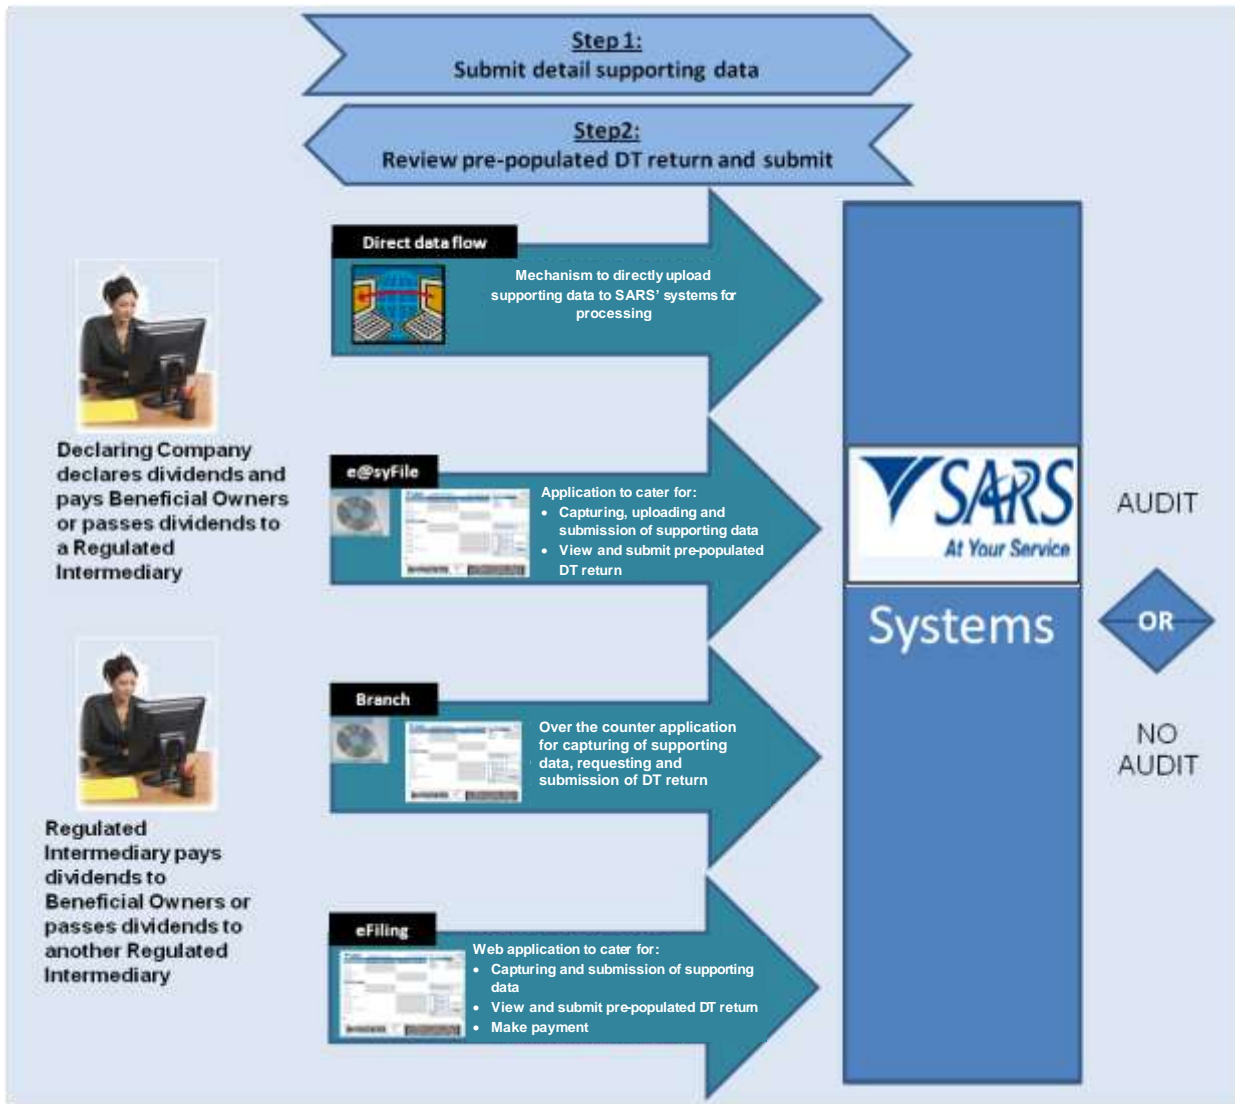 Step 1:
Submit detail supporting data
Step2:
Review pre-populated DT return and submit
Direct data flow
Mechanism to directly upload
supporting data to SARS' systems for
processing
Declaring Company
declares dividends and
pays Beneficial Owners
or passes dividends to
a Regulated
Intermediary
e@syFile
Application to cater for:
• Capturing, uploading and
submission of supporting data
• View and submit pre-populated
DT return
SARS
At Your Service
Systems
AUDIT
OR
NO
AUDIT
Branch
Over the counter application
for capturing of supporting
data, requesting and
submission of DT return
Regulated
Intermediary pays
dividends to
Beneficial Owners or
passes dividends to
another Regulated
Intermediary
eFiling
Web application to cater for:
• Capturing and submission of supporting
data
• View and submit pre-populated DT return
• Make payment